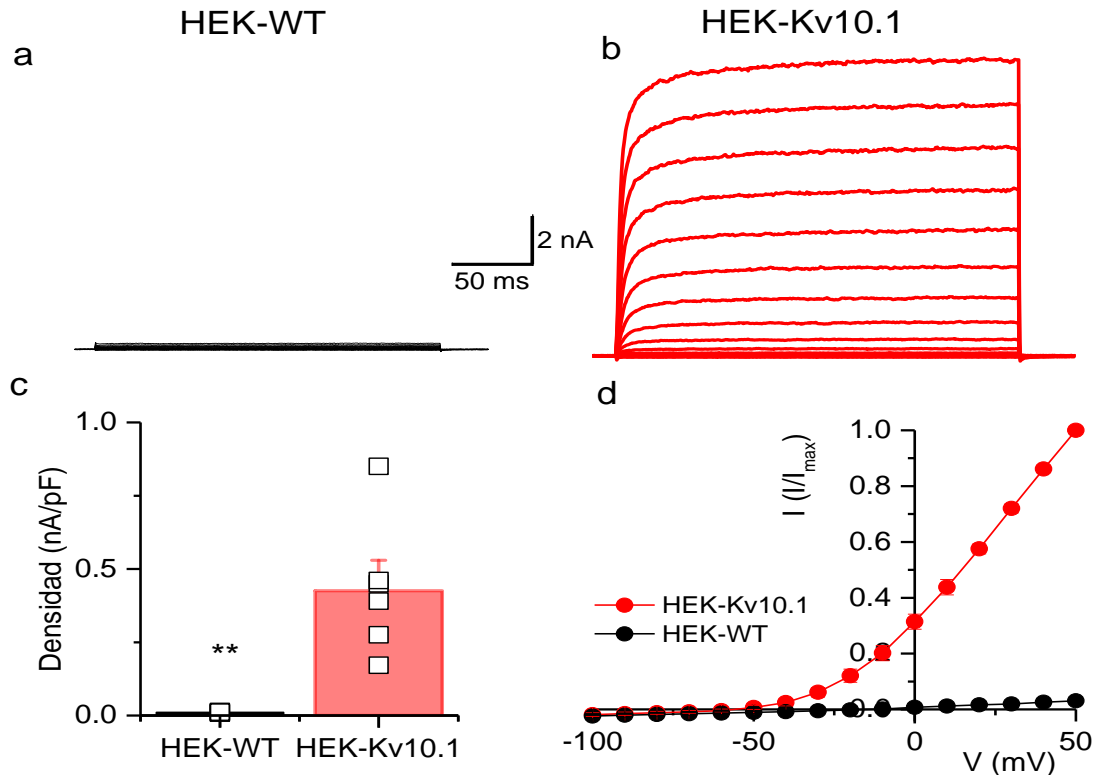 HEK-WT
HEK-Kv10.1
a
b
2 nA
50 ms
c
Densidad (nA/pF)
1.0
0.5
0.0
**
HEK-WT
HEK-Kv10.1
d
I (I/Imax)
1.0
0.8
0.6
0.4
0.0
HEK-Kv10.1
HEK-WT
-100
-50
0
50
V (mV)